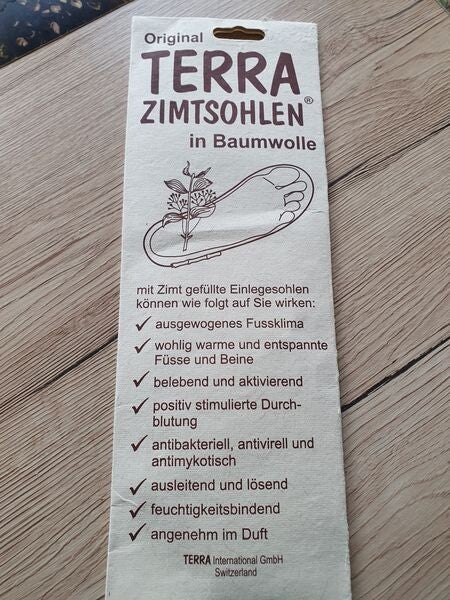 Original
TERRA
ZIMTSOHLEN®
in Baumwolle
mit Zimt gefüllte Einlegesohlen
können wie folgt auf Sie wirken:
✓ ausgewogenes Fussklima
✓ wohlig warme und entspannte
Füsse und Beine
✓ belebend und aktivierend
✓ positiv stimulierte Durch-
blutung
✓ antibakteriell, antivirell und
antimykotisch
✓ ausleitend und lösend
✓ feuchtigkeitsbindend
✓ angenehm im Duft
TERRA International GmbH
Switzerland